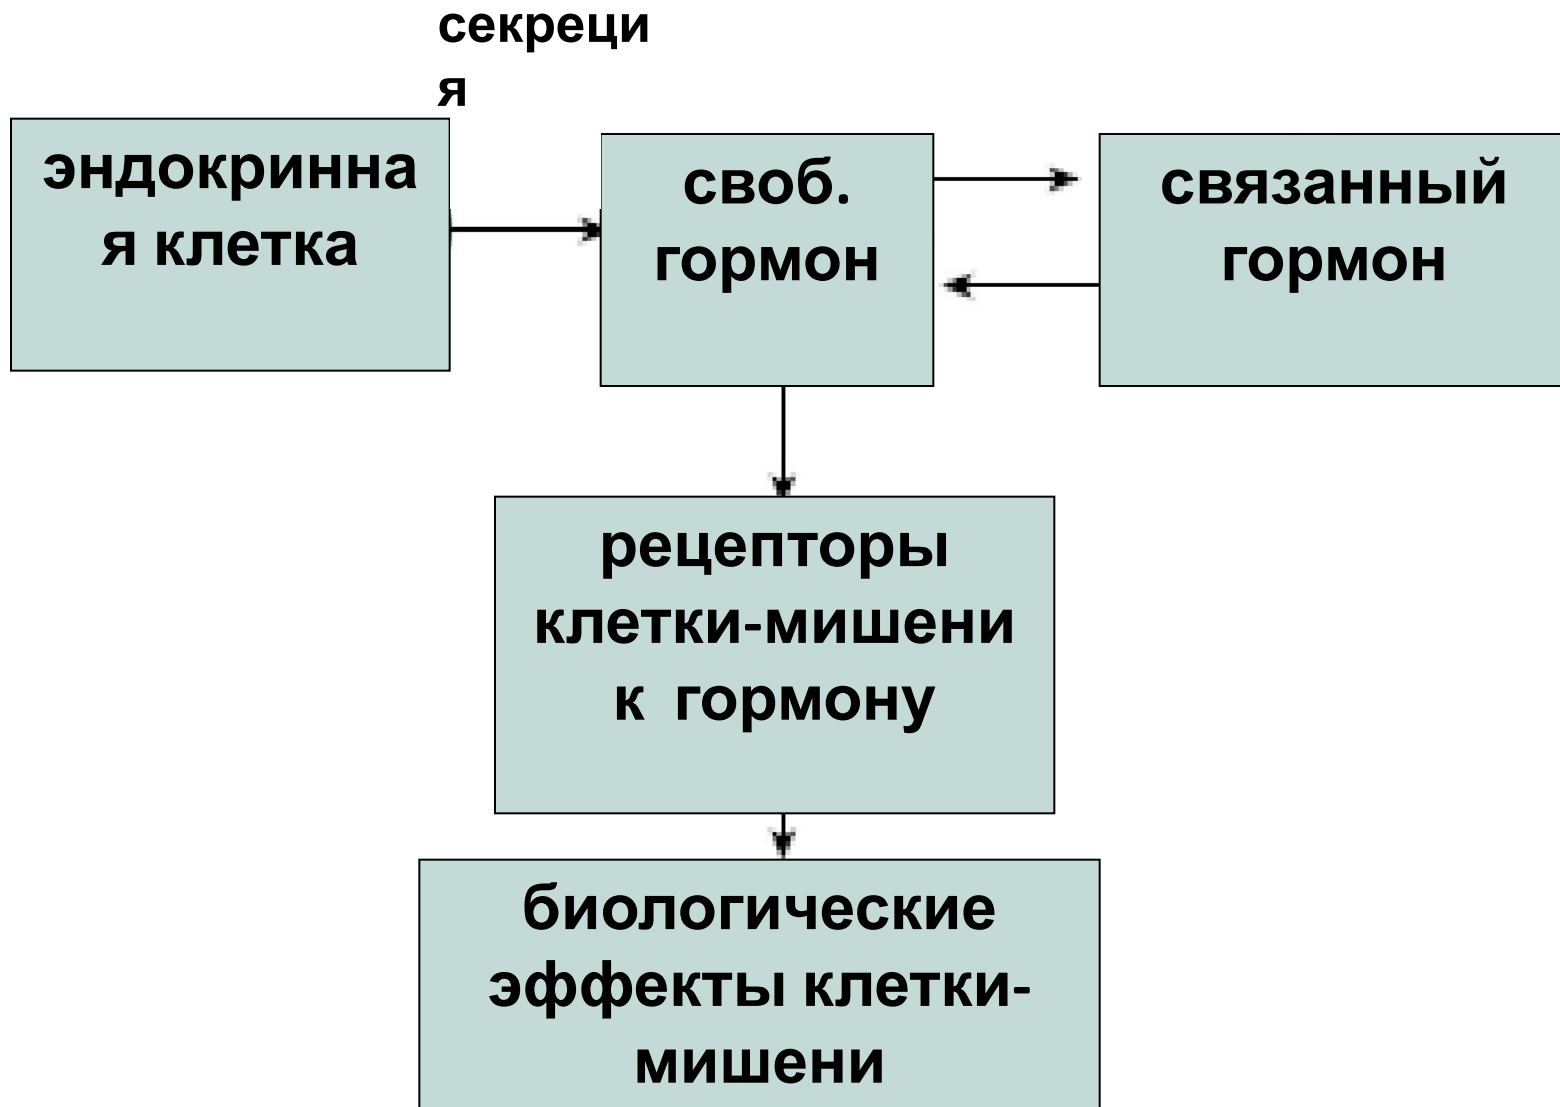 секреци
я
эндокринна
я клетка
своб.
гормон
связанный
гормон
рецепторы
клетки-мишени
к гормону
биологические
эффекты клетки-
мишени